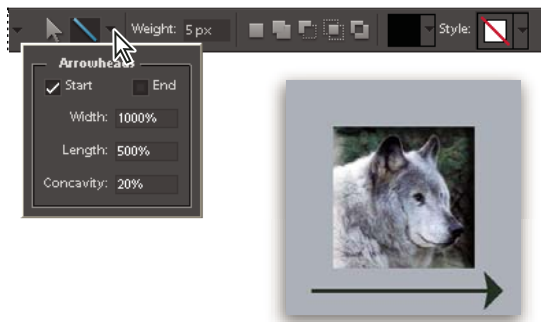 Weight: 5 px Style:
Arrowheads
Start End
Width: 1000%
Length: 500%
Concavity: 20%